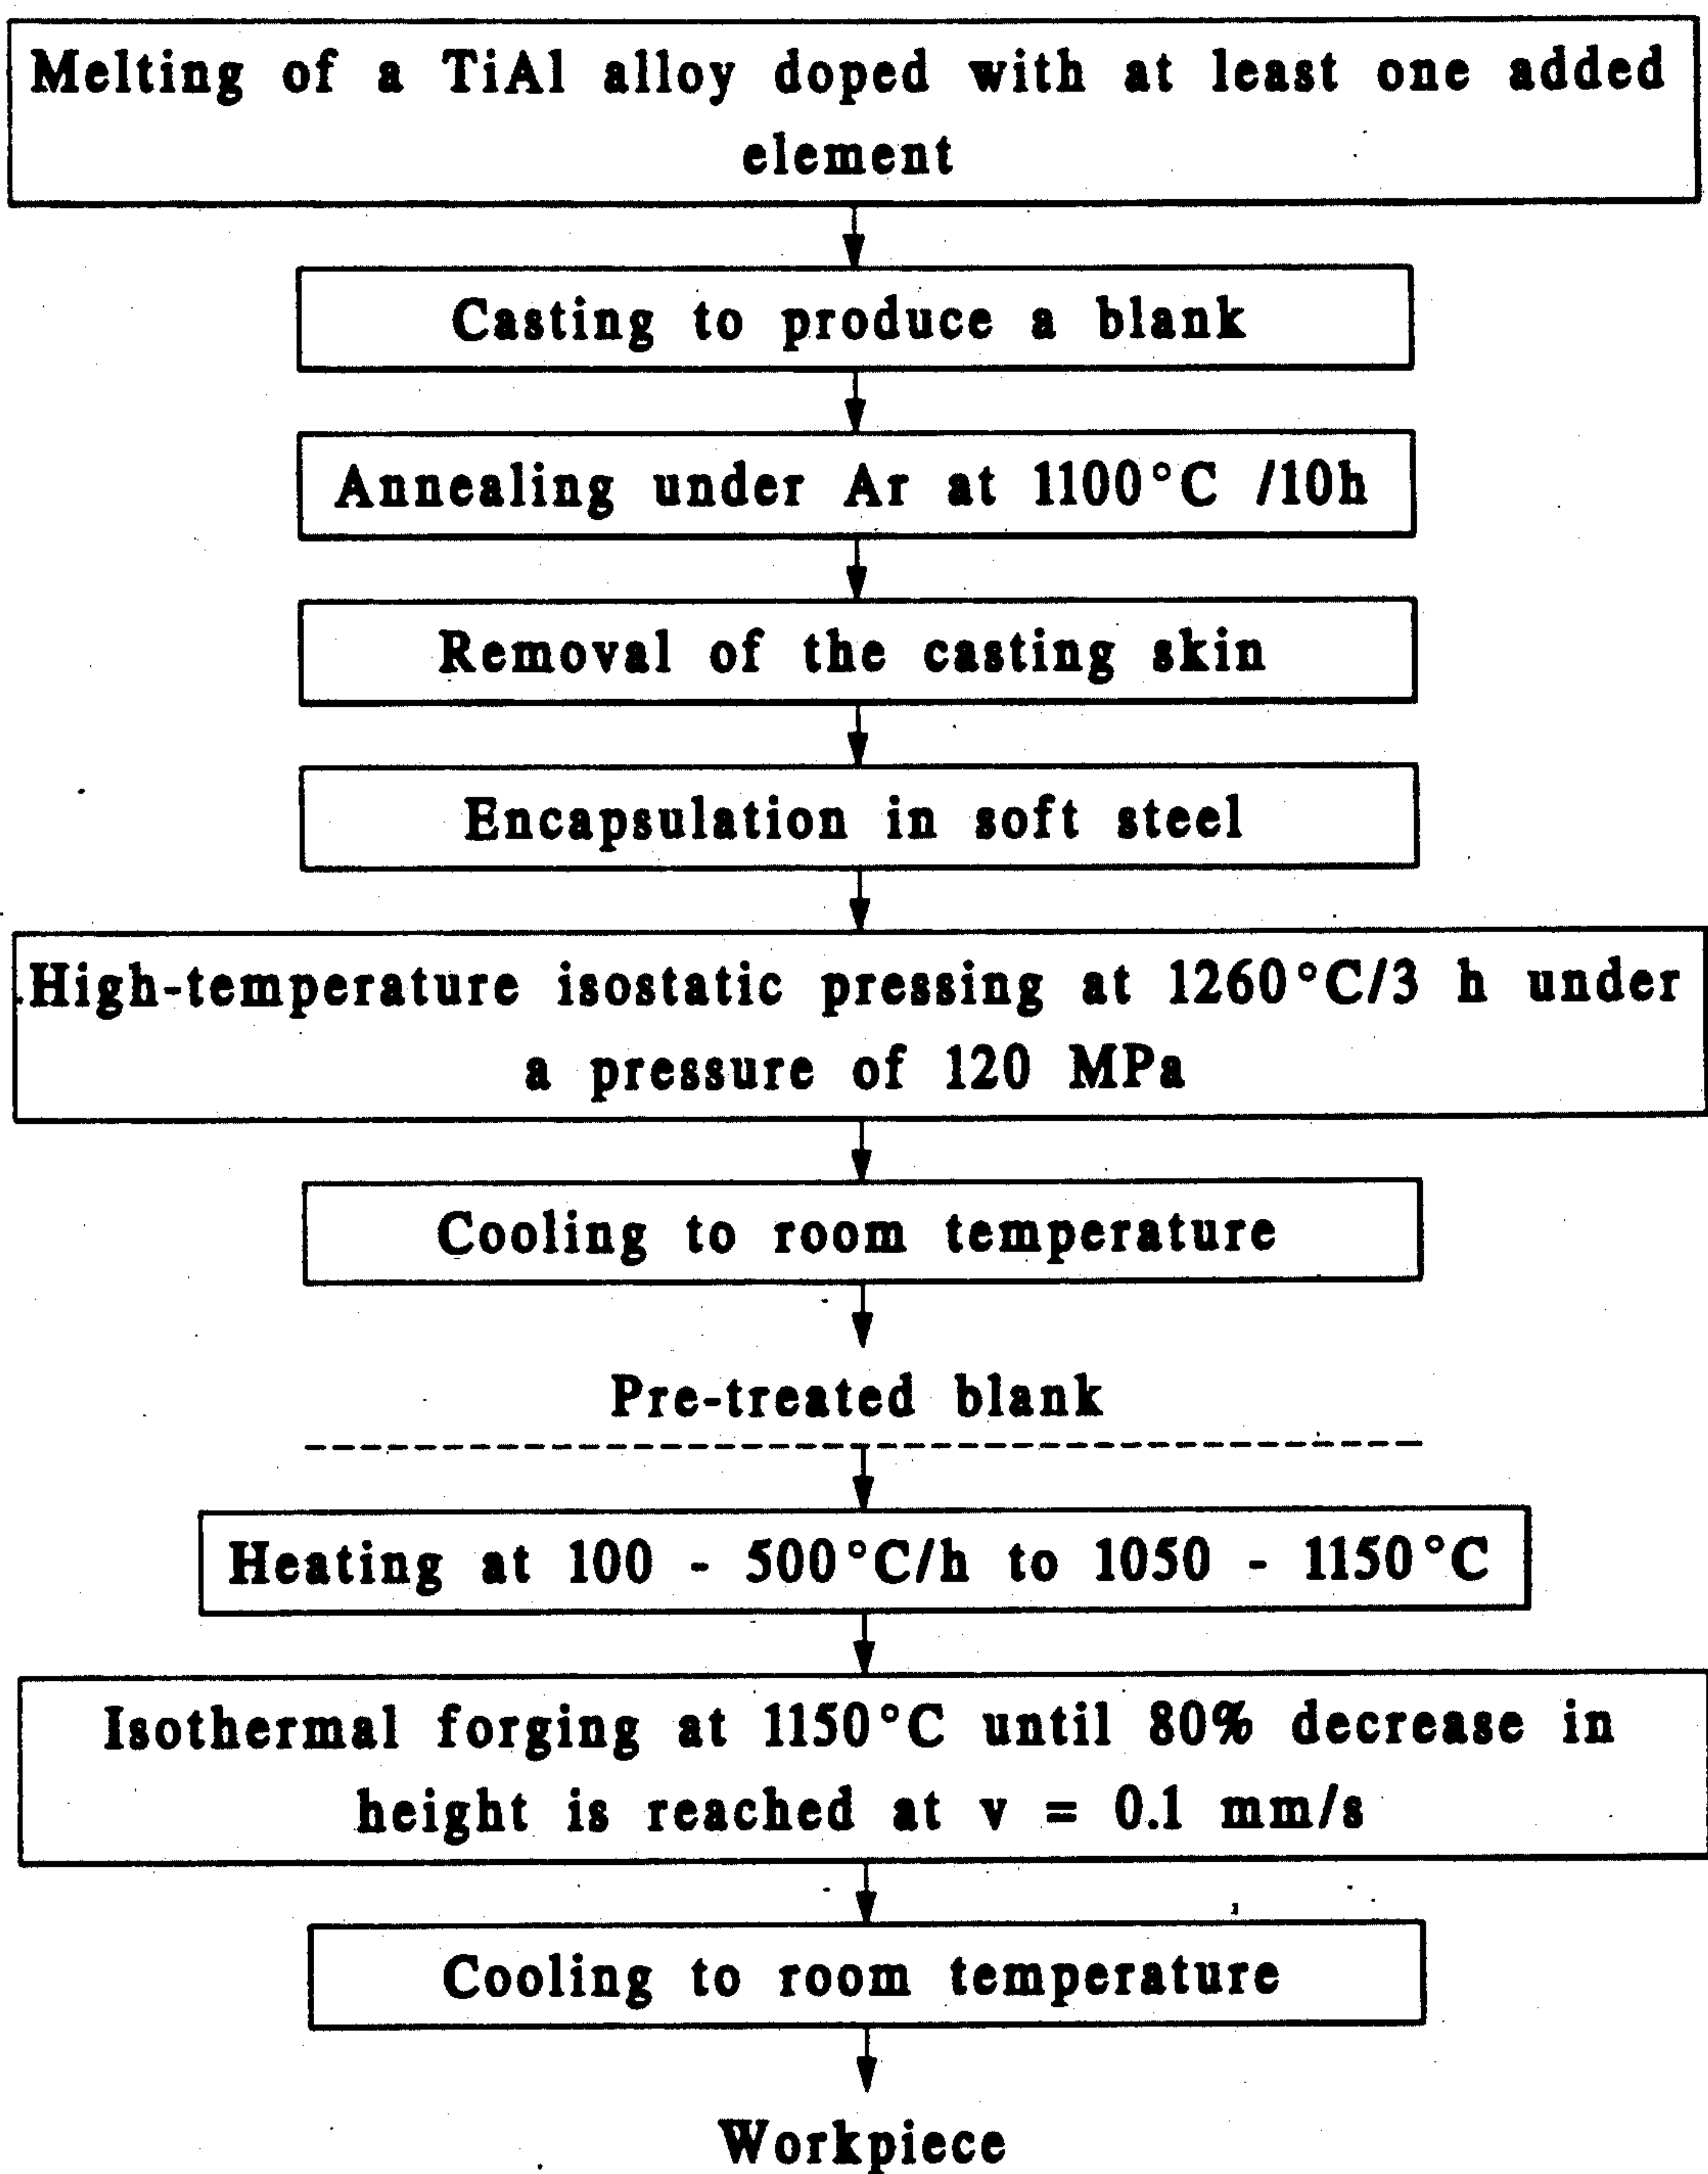 Melting of a TiAl alloy doped with at least one added
element
Casting to produce a blank
Annealing under Ar at 1100°C /10h
Removal of the casting skin
Encapsulation in soft steel
High-temperature isostatic pressing at 1260°C/3 h under
a pressure of 120 MPa
Cooling to room temperature
Pre-treated blank
Heating at 100 - 500°C/h to 1050 - 1150°C
Isothermal forging at 1150°C until 80% decrease in
height is reached at v = 0.1 mm/s
Cooling to room temperature
Workpiece